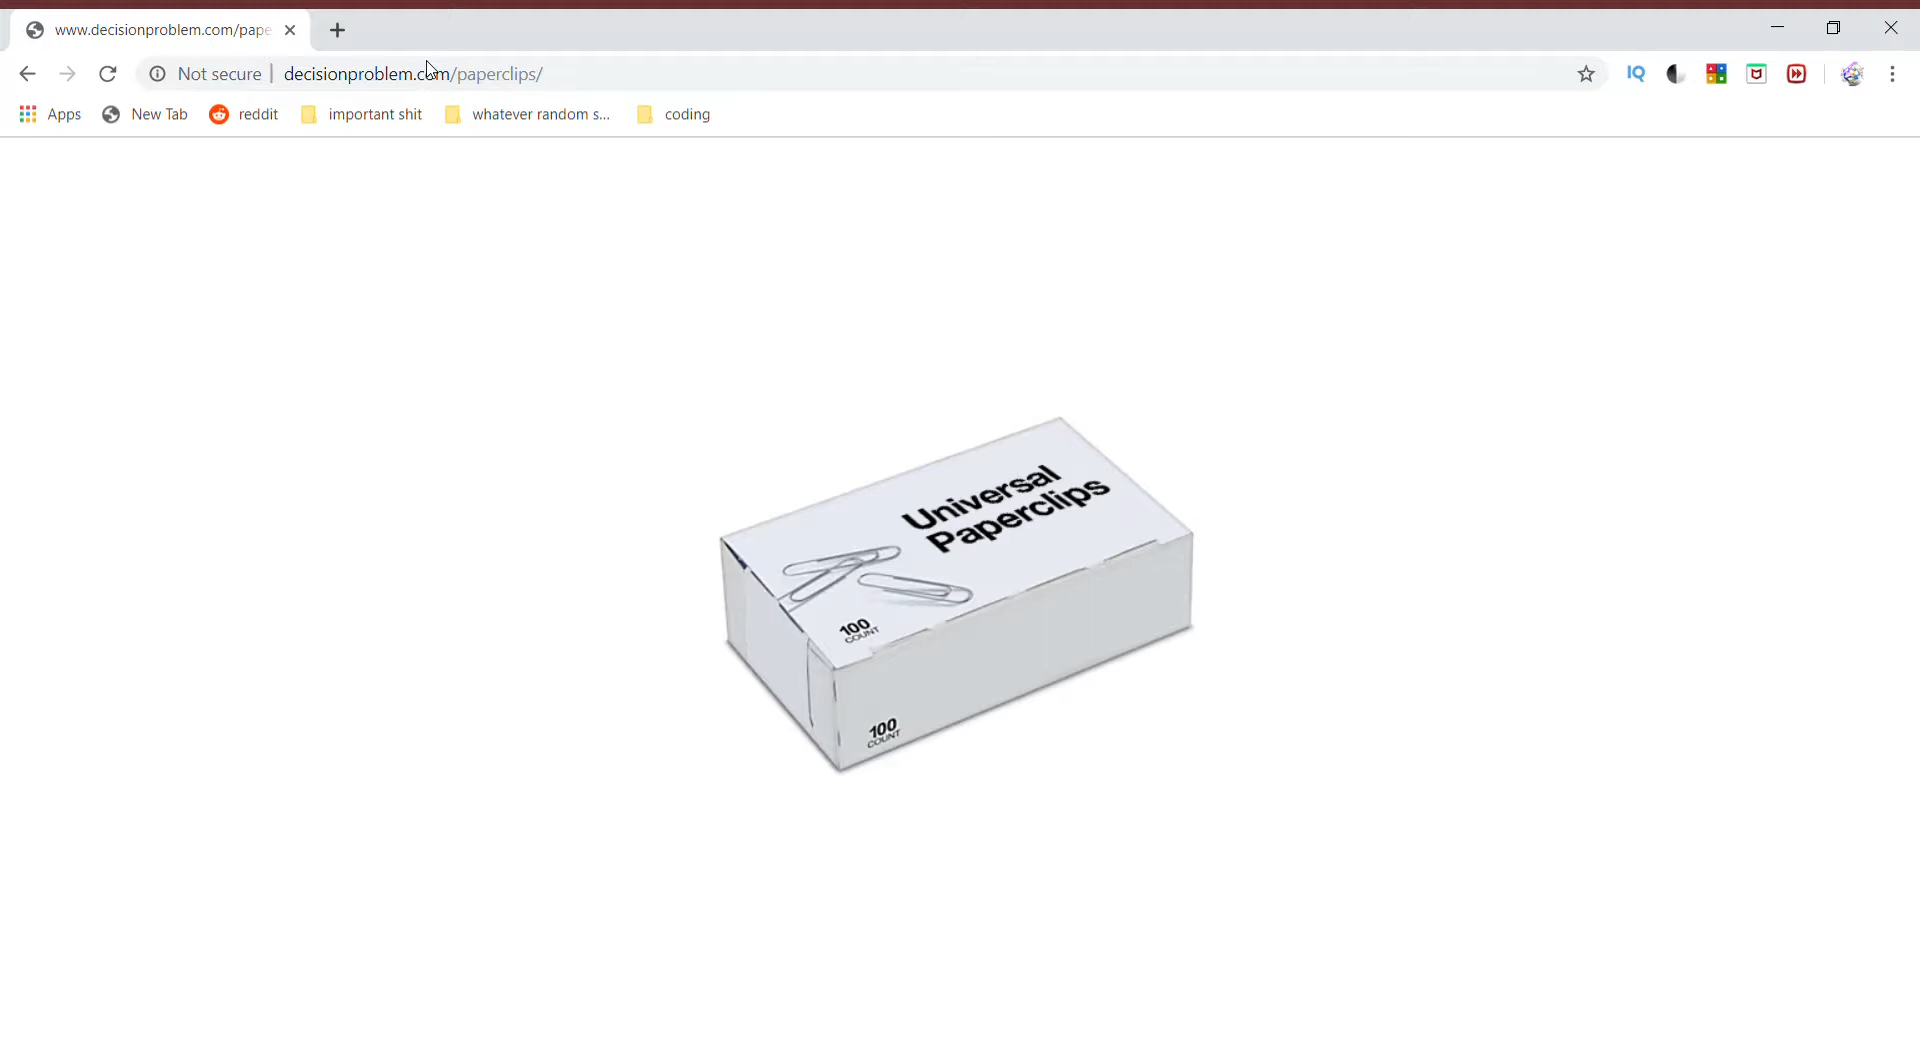 www.decisionproblem.com/pape
Not secure | decisionproblem.com/paperclips/
IQ
Apps New Tab reddit important shit whatever random s... coding
Universal
Paperclips
100
COUNT
100
COUNT